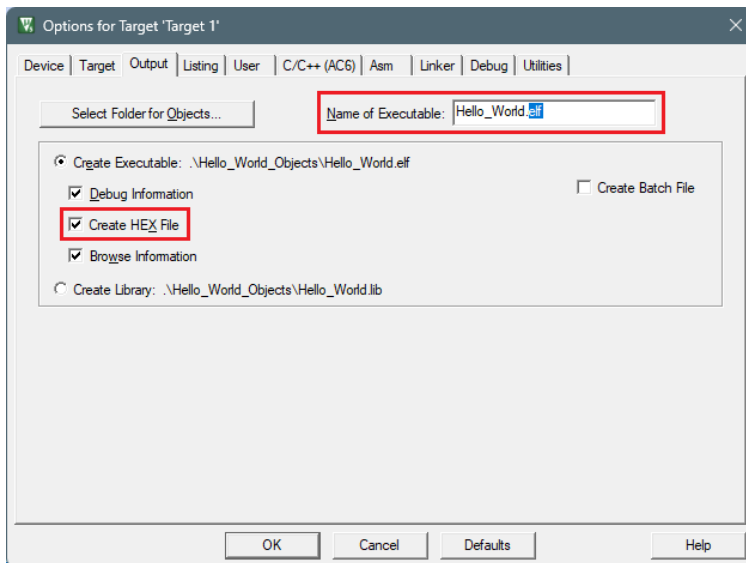 Options for Target 'Target 1'
Device Target Output Listing User C/C++ (AC6) Asm Linker Debug Utilities
Select Folder for Objects... Name of Executable: Hello_World.elf
Create Executable: .\Hello_World_Objects\Hello_World.elf
Debug Information Create Batch File
Create HEX File
Browse Information
Create Library: .\Hello_World_Objects\Hello_World.lib
OK Cancel Defaults Help